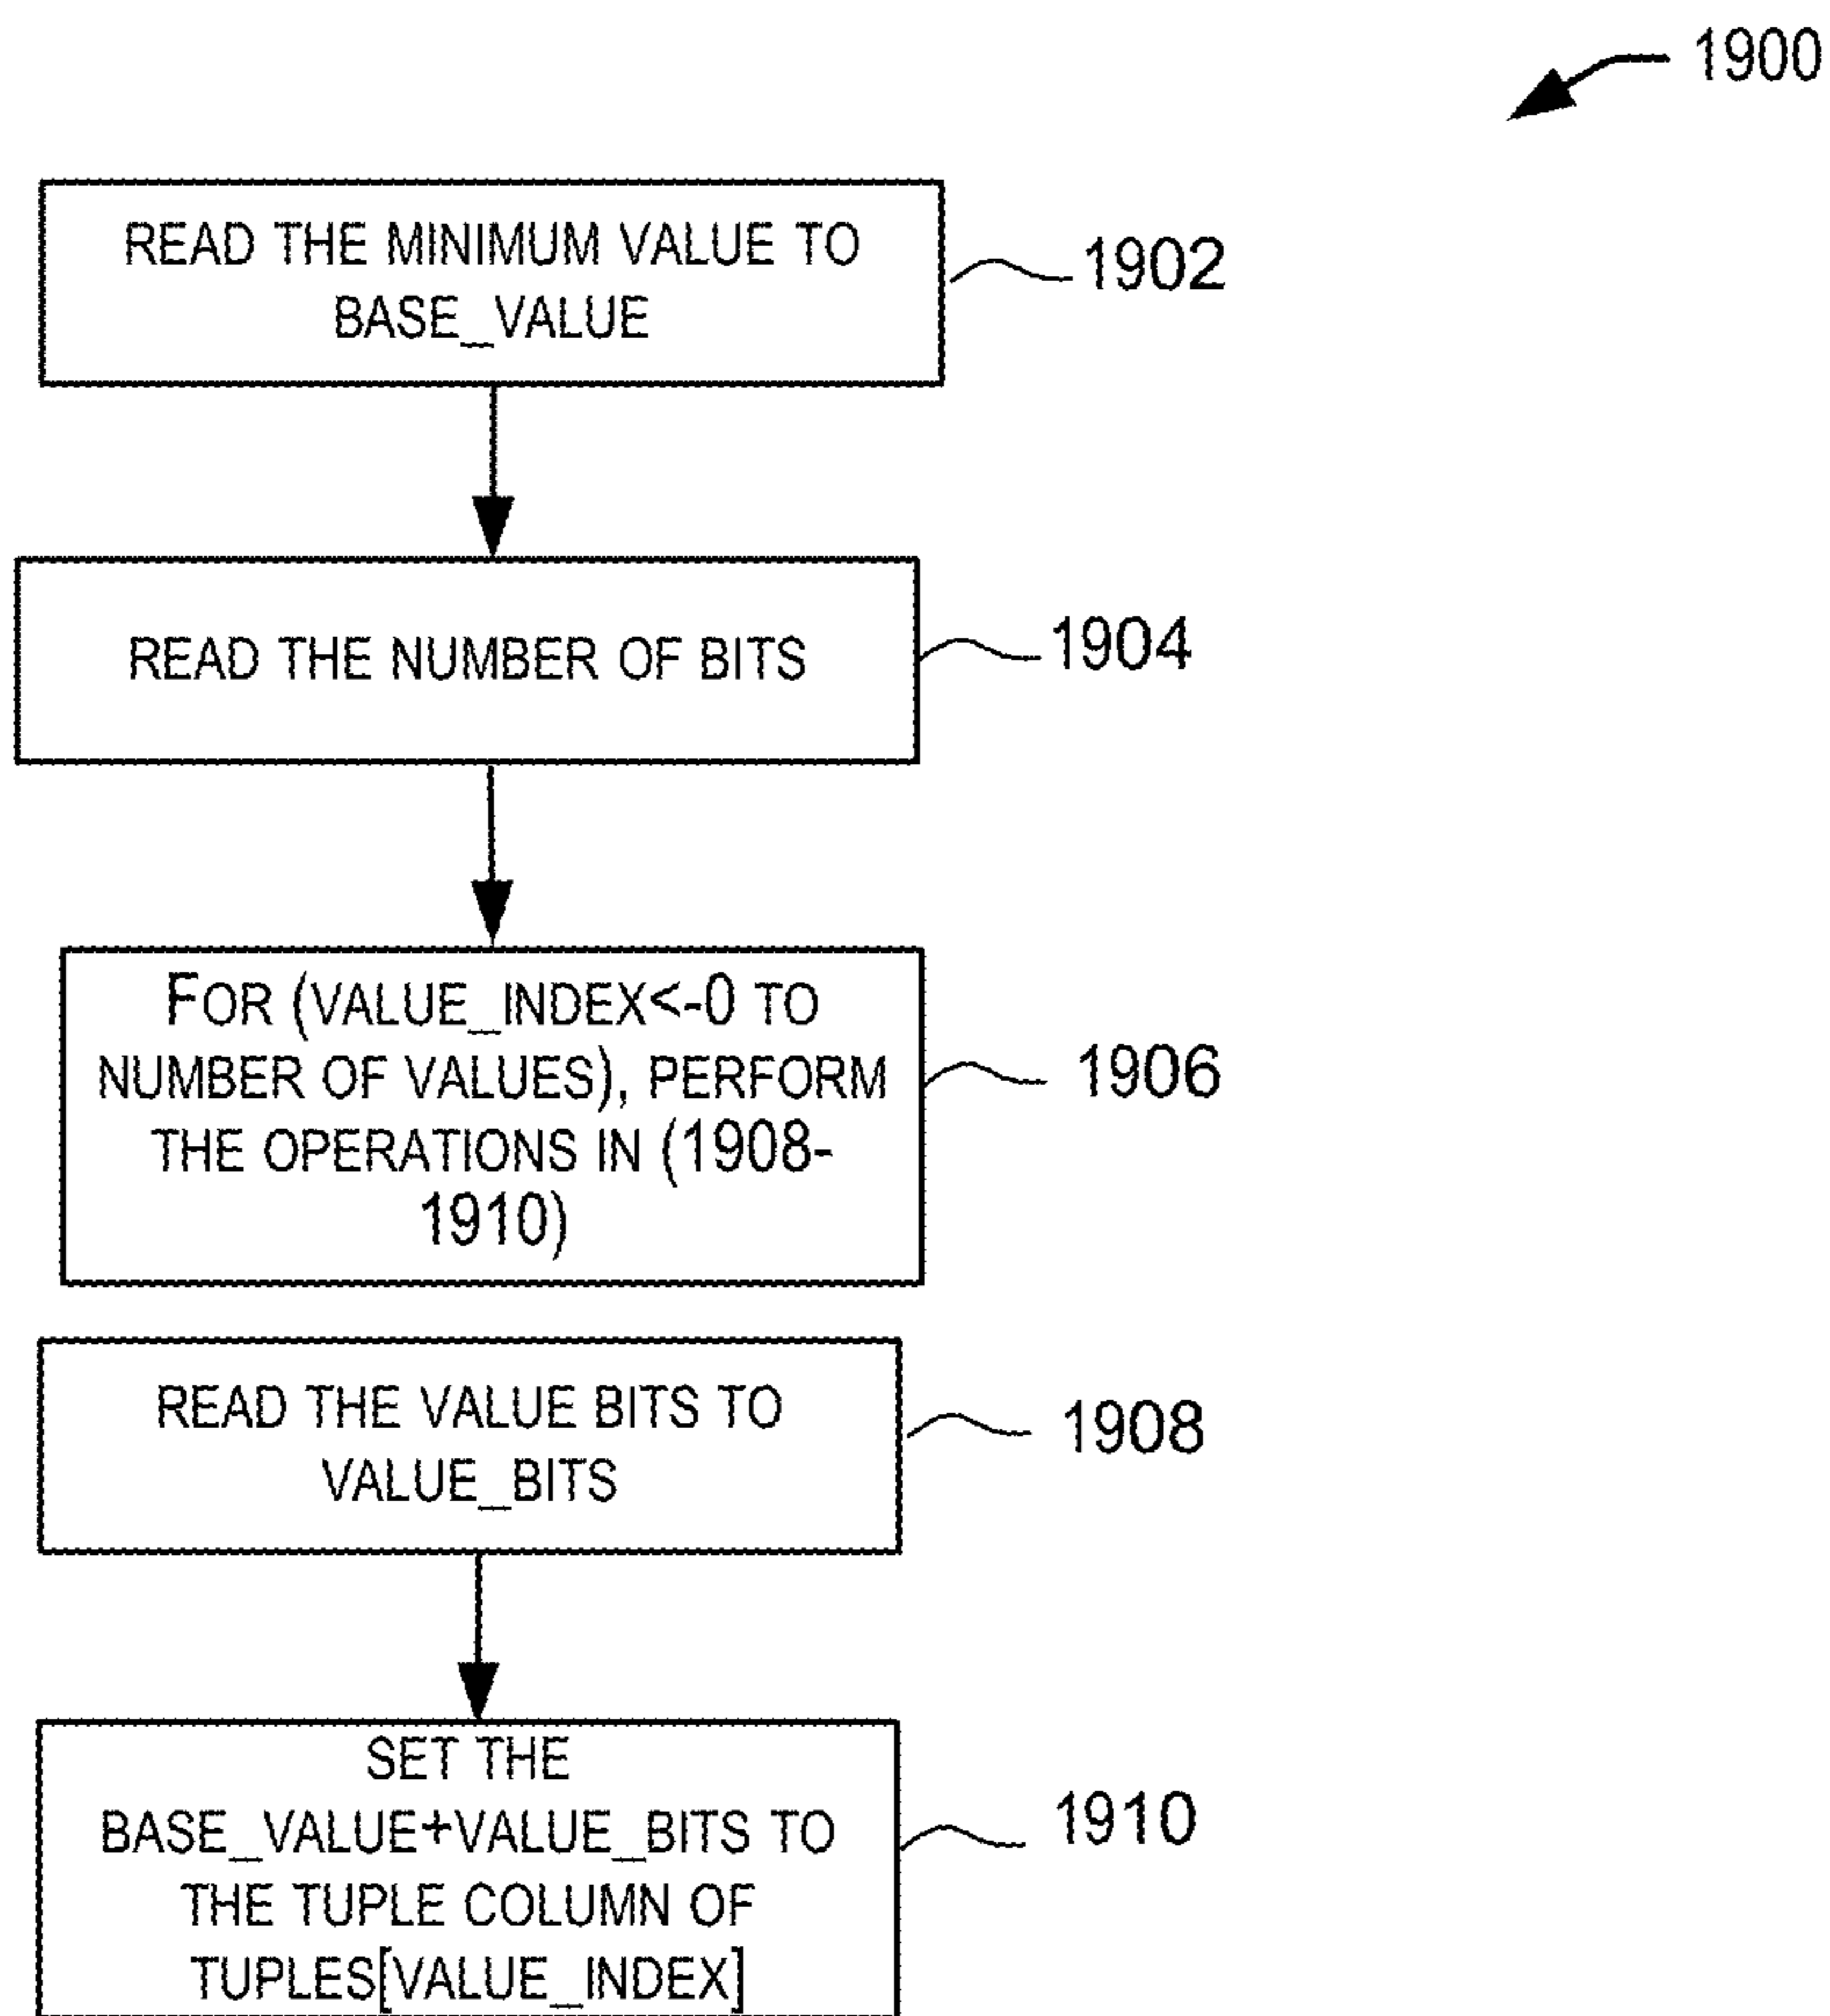 1900
READ THE MINIMUM VALUE TO
BASE_VALUE
1902
READ THE NUMBER OF BITS
1904
FOR (VALUE_INDEX<-0 TO
NUMBER OF VALUES), PERFORM
THE OPERATIONS IN (1908-
1910)
1906
READ THE VALUE BITS TO
VALUE_BITS
1908
SET THE
BASE_VALUE+VALUE_BITS TO
THE TUPLE COLUMN OF
TUPLES[VALUE_INDEX]
1910